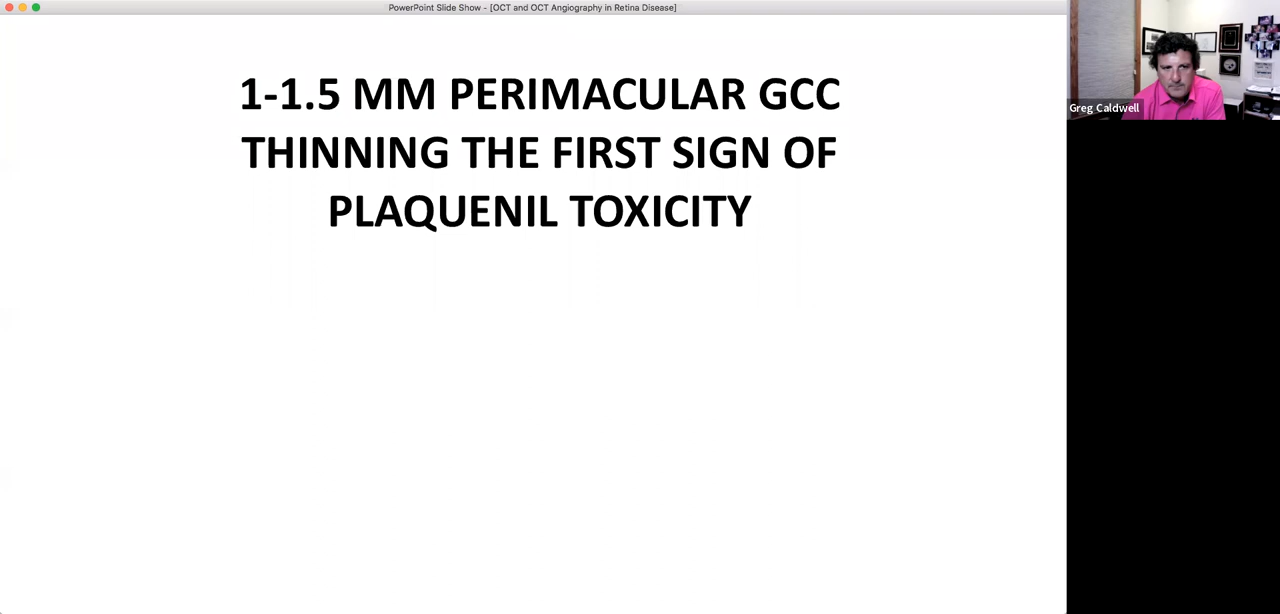 PowerPoint Slide Show - [OCT and OCT Angiography in Retina Disease]
1-1.5 MM PERIMACULAR GCC
THINNING THE FIRST SIGN OF
PLAQUENIL TOXICITY
Greg Caldwell